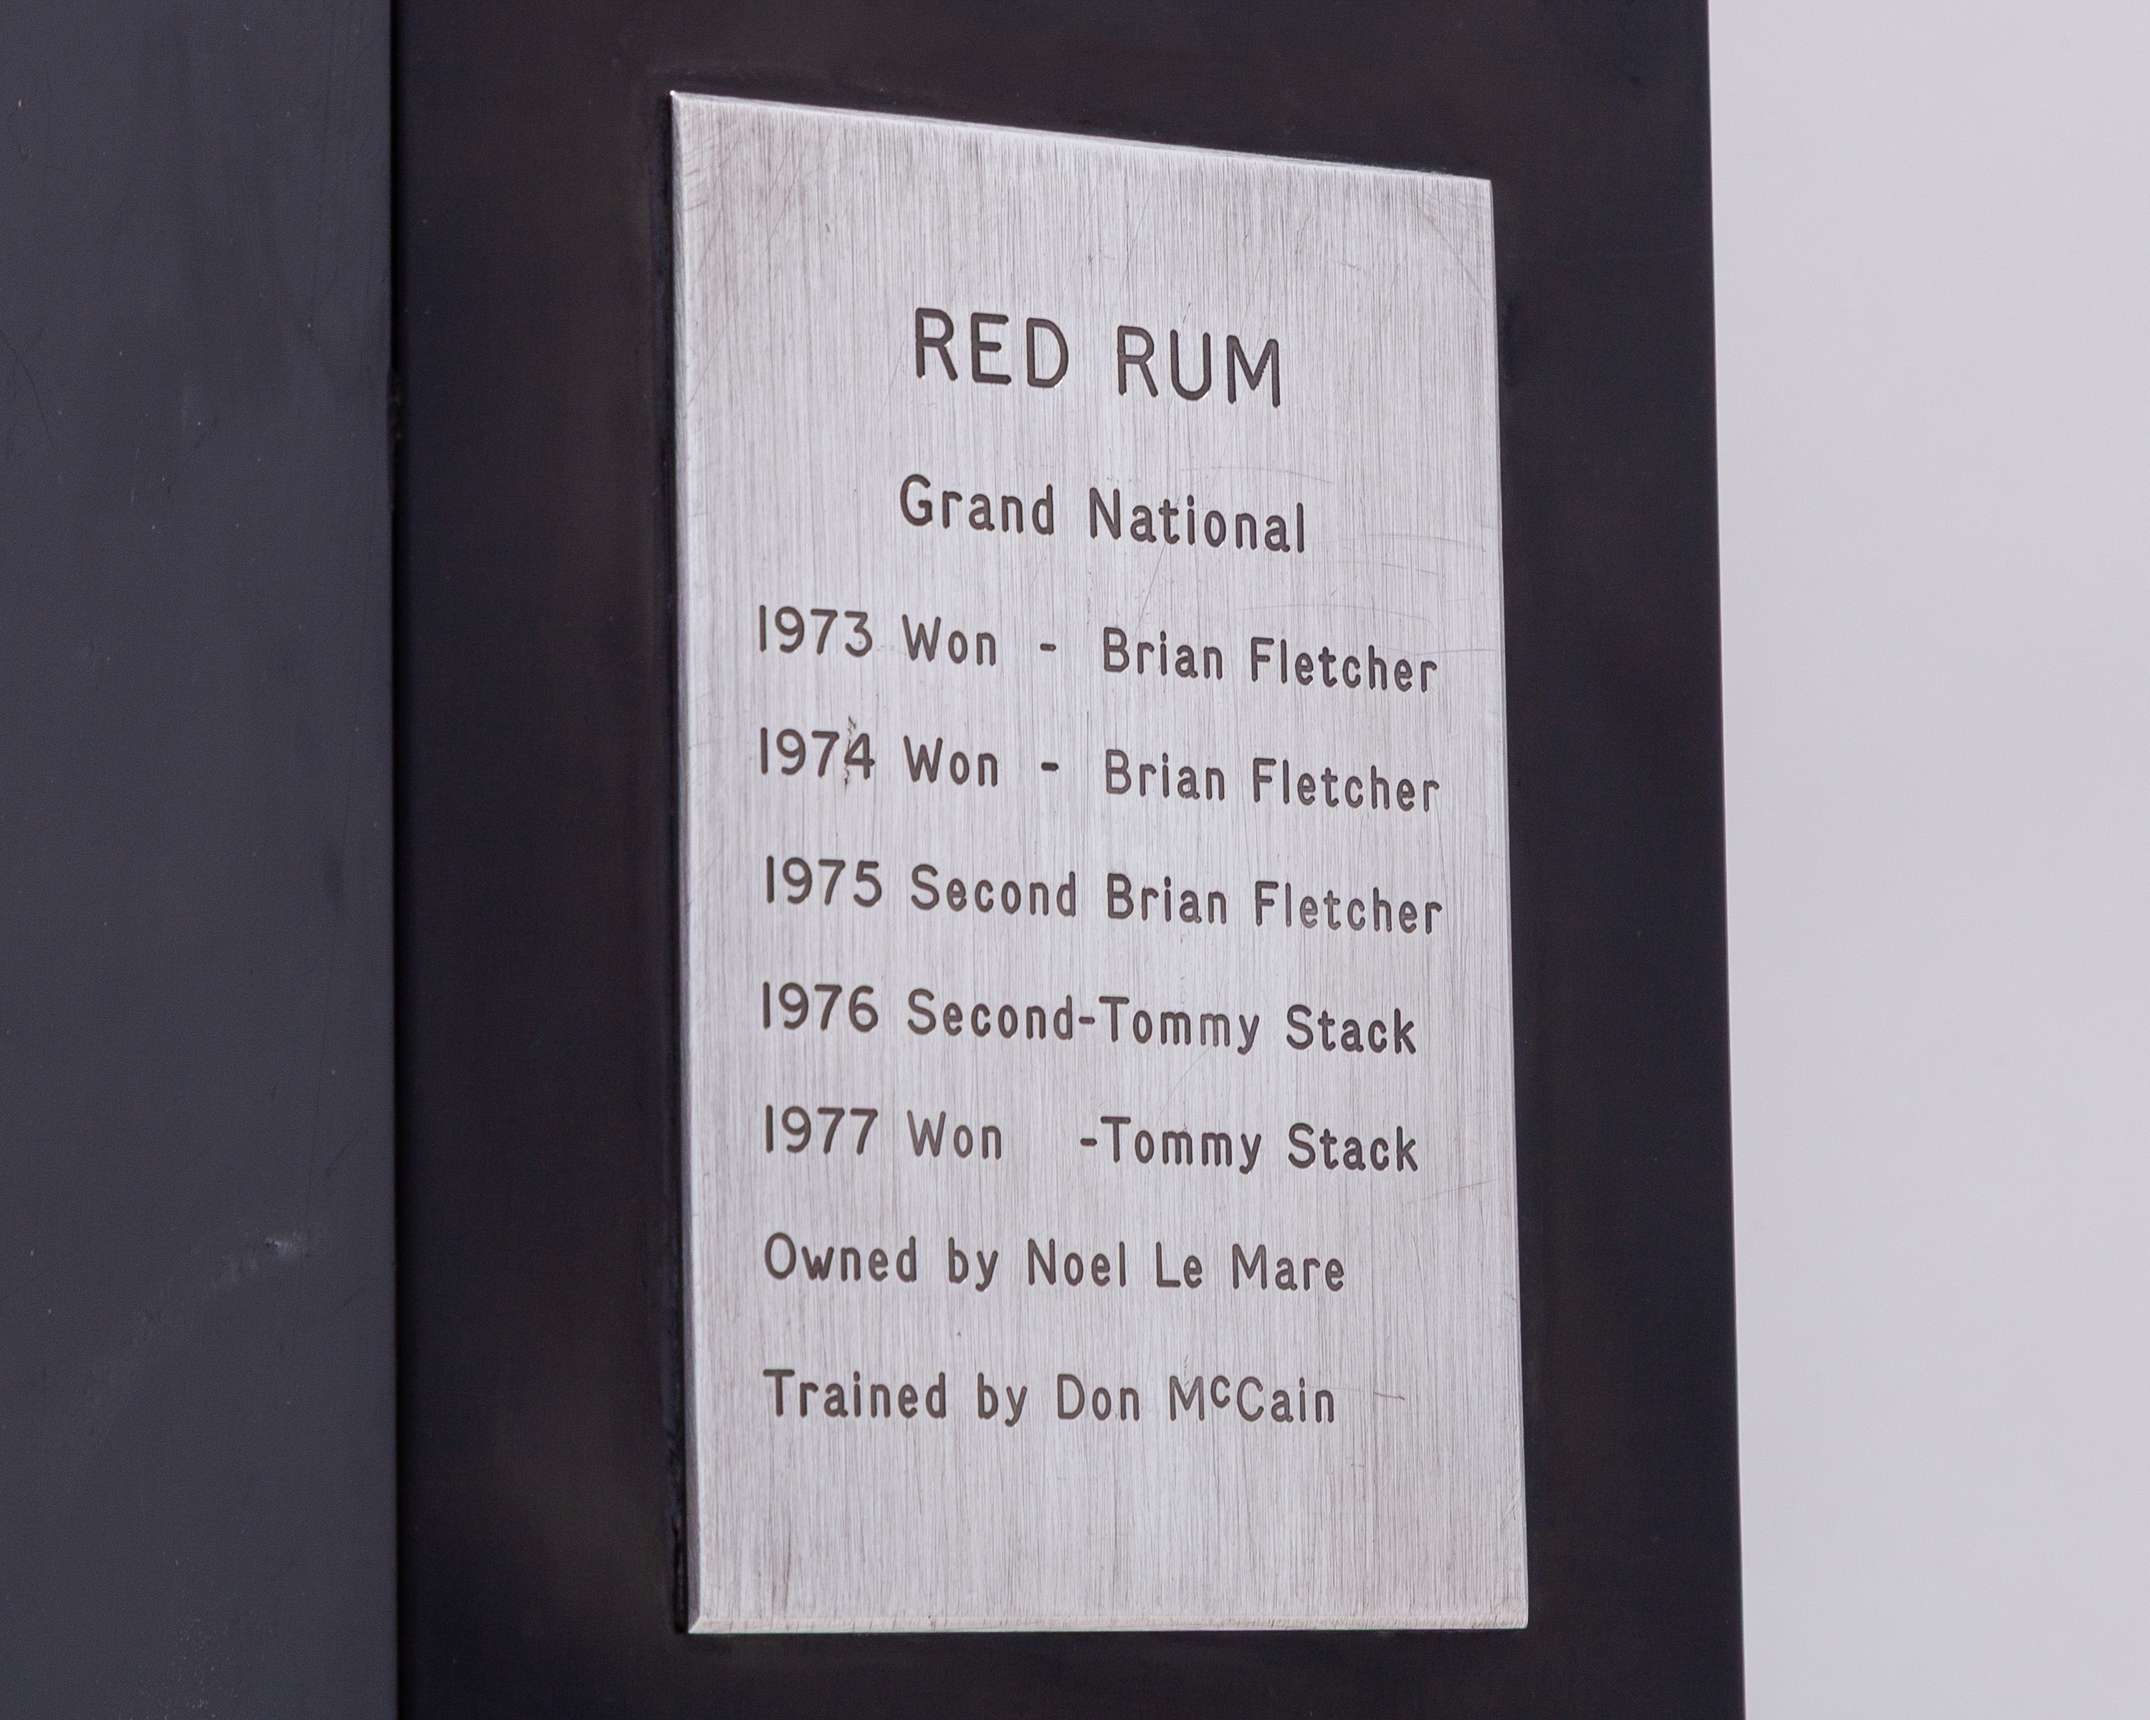 RED RUM
Grand National
1973 Won - Brian Fletcher
1974 Won - Brian Fletcher
1975 Second Brian Fletcher
1976 Second-Tommy Stack
1977 Won -Tommy Stack
Owned by Noel Le Mare
Trained by Don McCain